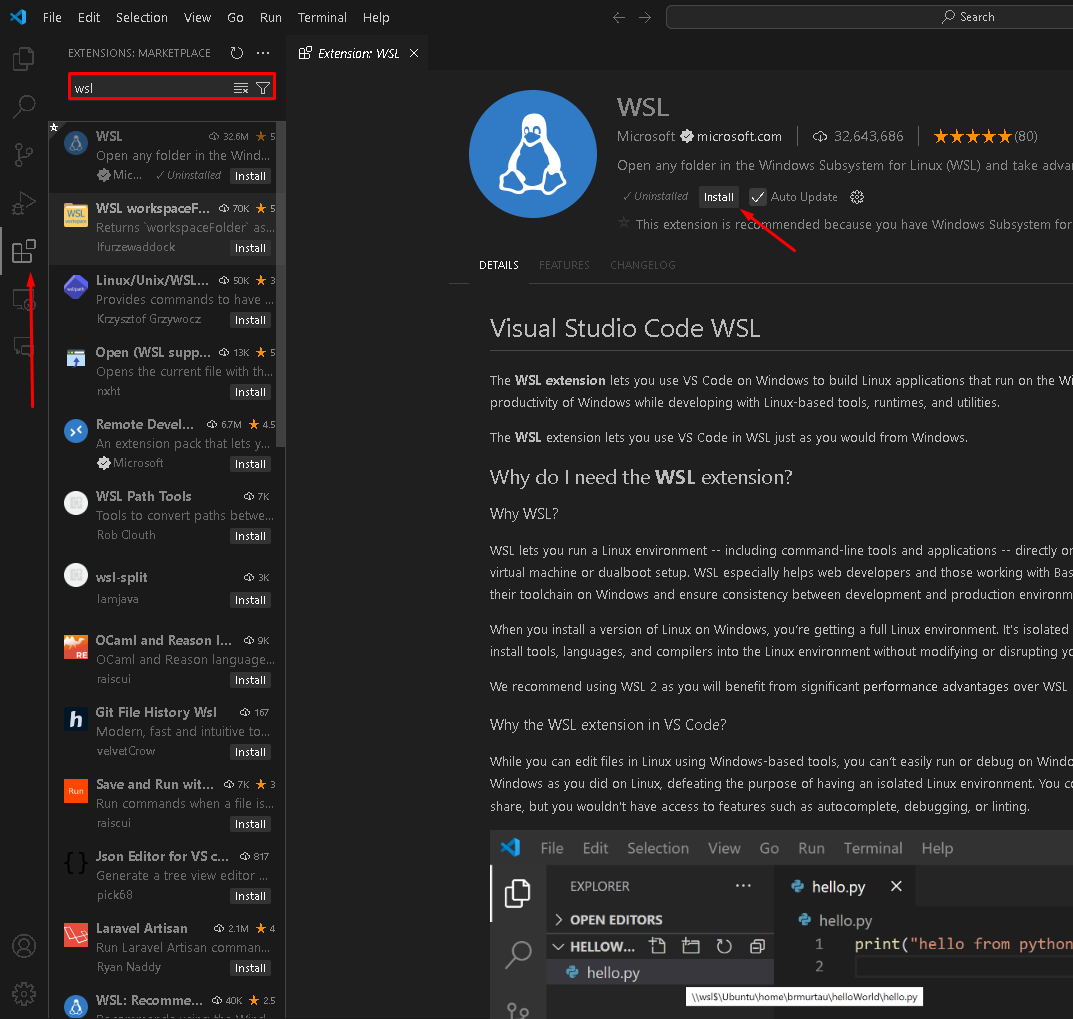 File Edit Selection View Go Run Terminal Help
Search
EXTENSIONS: MARKETPLACE
wsl
WSL 32.6M 5
Open any folder in the Wind...
Mic... ✓ Uninstalled Install
WSL workspaceF... 70K 5
Returns `workspaceFolder` as...
lfurzewaddock
Install
Linux/Unix/WSL... 50K 3
Provides commands to have ...
Krzysztof Grzywocz
Install
Open (WSL supp... 13K 5
Opens the current file with th...
nxht
Install
Remote Devel... 6.7M 4.5
An extension pack that lets y...
Microsoft
Install
WSL Path Tools 7K
Tools to convert paths betwe...
Rob Clouth
Install
wsl-split 3K
lamjava
Install
OCaml and Reason I... 9K
OCaml and Reason language...
raiscui
Install
Git File History Wsl 167
Modern, fast and intuitive to...
velvetCrow
Install
Save and Run wit... 7K 3
Run commands when a file is...
raiscui
Install
Json Editor for VS c... 817
Generate a tree view editor ...
pick68
Install
Laravel Artisan 2.1M 4
Run Laravel Artisan comman...
Ryan Naddy
Install
WSL: Recomme... 40K 2.5
Extension: WSL
WSL
Microsoft microsoft.com 32,643,686 (80)
Open any folder in the Windows Subsystem for Linux (WSL) and take adva
✓ Uninstalled Install Auto Update
This extension is recommended because you have Windows Subsystem for
DETAILS FEATURES CHANGELOG
Visual Studio Code WSL
The WSL extension lets you use VS Code on Windows to build Linux applications that run on the Wi
productivity of Windows while developing with Linux-based tools, runtimes, and utilities.
The WSL extension lets you use VS Code in WSL just as you would from Windows.
Why do I need the WSL extension?
Why WSL?
WSL lets you run a Linux environment -- including command-line tools and applications -- directly or
virtual machine or dualboot setup. WSL especially helps web developers and those working with Bas
their toolchain on Windows and ensure consistency between development and production environm
When you install a version of Linux on Windows, you're getting a full Linux environment. It's isolated
install tools, languages, and compilers into the Linux environment without modifying or disrupting yo
We recommend using WSL 2 as you will benefit from significant performance advantages over WSL
Why the WSL extension in VS Code?
While you can edit files in Linux using Windows-based tools, you can't easily run or debug on Windo
Windows as you did on Linux, defeating the purpose of having an isolated Linux environment. You co
share, but you wouldn't have access to features such as autocomplete, debugging, or linting.
File Edit Selection View Go Run Terminal Help
EXPLORER
OPEN EDITORS
HELLOW...
hello.py
\\wsl$\Ubuntu\home\brmurtau\helloWorld\hello.py
hello.py
hello.py
1 print("hello from python
2